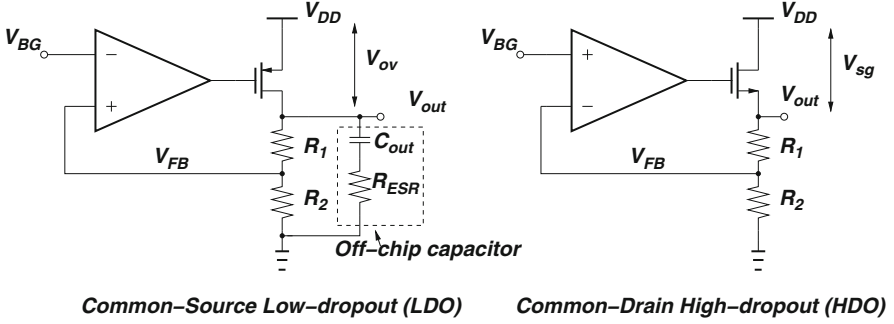 V_DD
V_BG
−
+
V_ov
V_out
R_1
C_out
V_FB
R_ESR
R_2
Off−chip capacitor
Common−Source Low−dropout (LDO)
V_DD
V_BG
+
−
V_sg
V_out
R_1
V_FB
R_2
Common−Drain High−dropout (HDO)